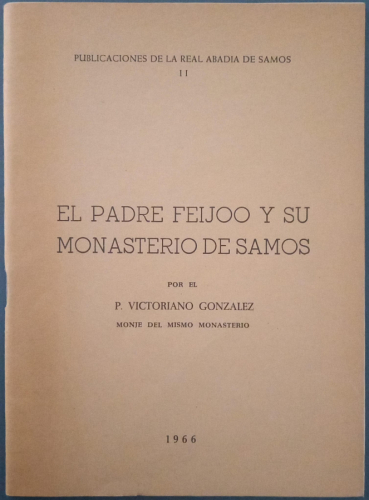 PUBLICACIONES DE LA REAL ABADIA DE SAMOS
II
EL PADRE FEIJOO Y SU
MONASTERIO DE SAMOS
POR EL
P. VICTORIANO GONZALEZ
MONJE DEL MISMO MONASTERIO
1966